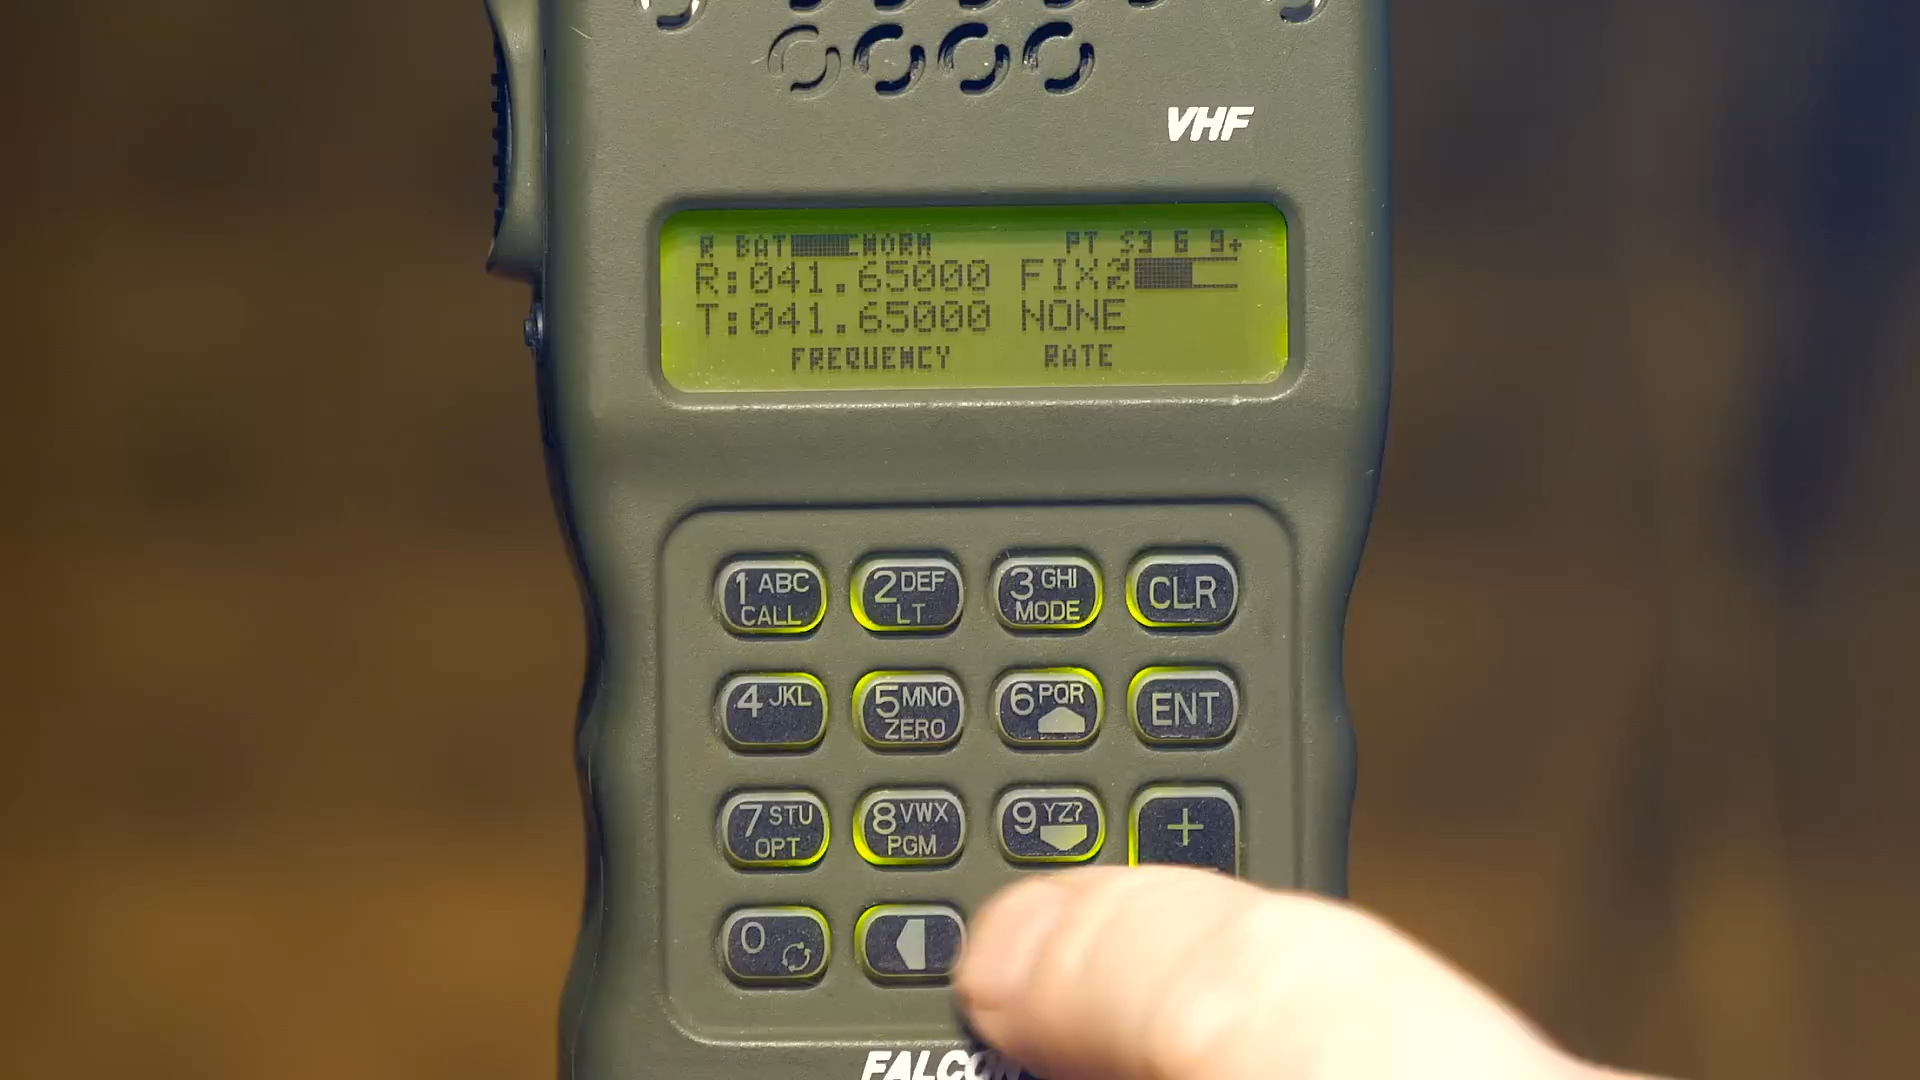 VHF
R BAT NORM PT S3 6 9+
R:041.65000 FIX
T:041.65000 NONE
FREQUENCY RATE
1 ABC CALL
2 DEF LT
3 GHI MODE
CLR
4 JKL
5 MNO ZERO
6 PQR
ENT
7 STU OPT
8 VWX PGM
9 YZ?
+
0
FALCON